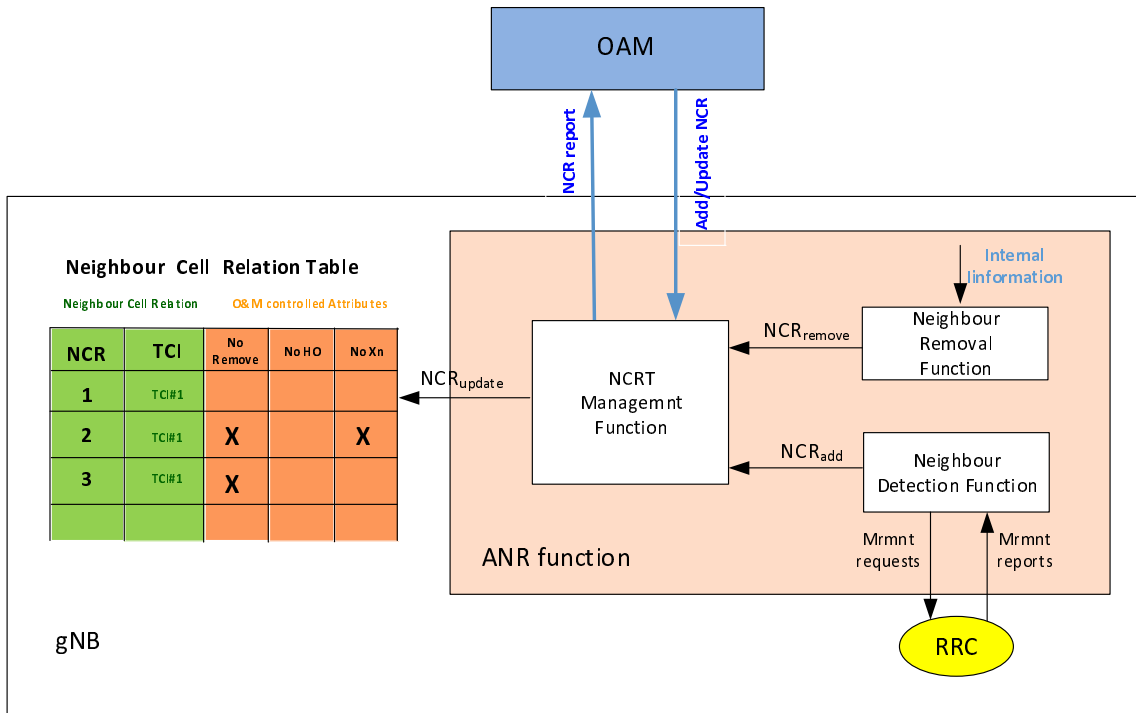 OAM
NCR report
Add/Update NCR
Neighbour Cell Relation Table
Neighbour Cell Relation
O&M controlled Attributes
NCR TCI No Remove No HO No Xn
1 TCI#1
2 TCI#1 X X
3 TCI#1 X
NCRupdate
NCRT
Managemnt
Function
NCRremove
NCRadd
Internal
Iinformation
Neighbour
Removal
Function
Neighbour
Detection Function
Mrmnt
requests
Mrmnt
reports
ANR function
RRC
gNB